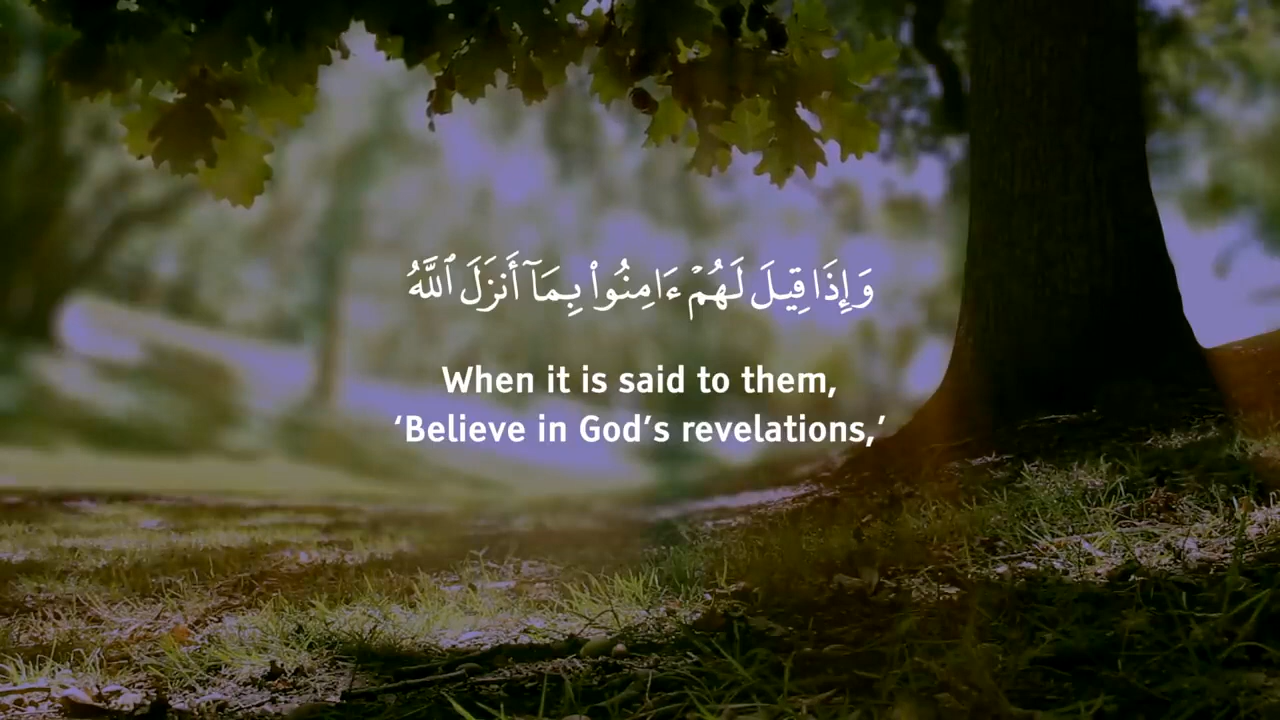 وَإِذَا قِيلَ لَهُمْ ءَامِنُوا۟ بِمَآ أَنزَلَ ٱللَّهُ
When it is said to them,
‘Believe in God’s revelations,’